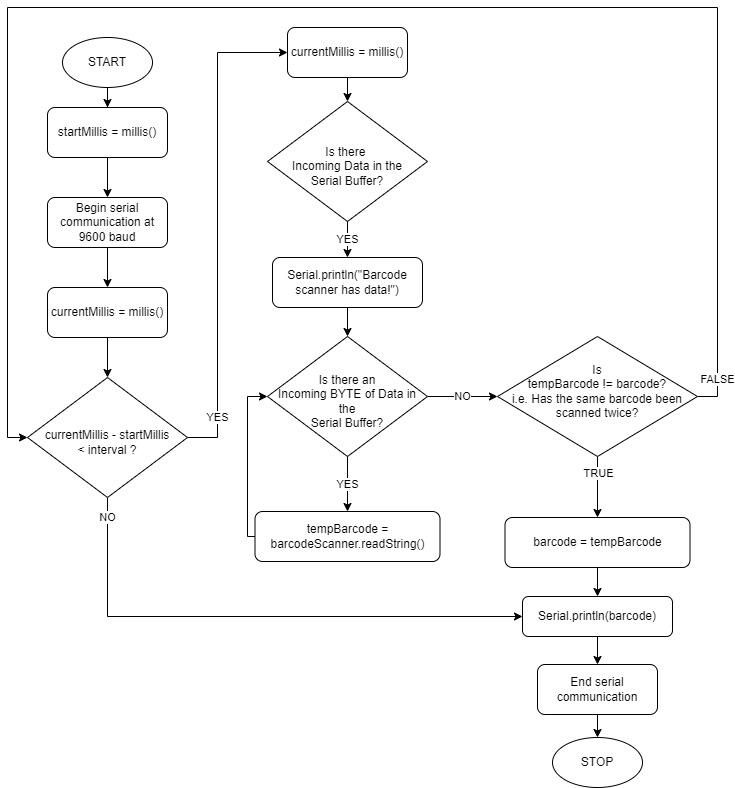 START
startMillis = millis()
Begin serial
communication at
9600 baud
currentMillis = millis()
currentMillis - startMillis
< interval ?
YES
NO
currentMillis = millis()
Is there
Incoming Data in the
Serial Buffer?
YES
Serial.println("Barcode
scanner has data!")
Is there an
Incoming BYTE of Data in
the
Serial Buffer?
YES
NO
tempBarcode =
barcodeScanner.readString()
Is
tempBarcode != barcode?
i.e. Has the same barcode been
scanned twice?
FALSE
TRUE
barcode = tempBarcode
Serial.println(barcode)
End serial
communication
STOP